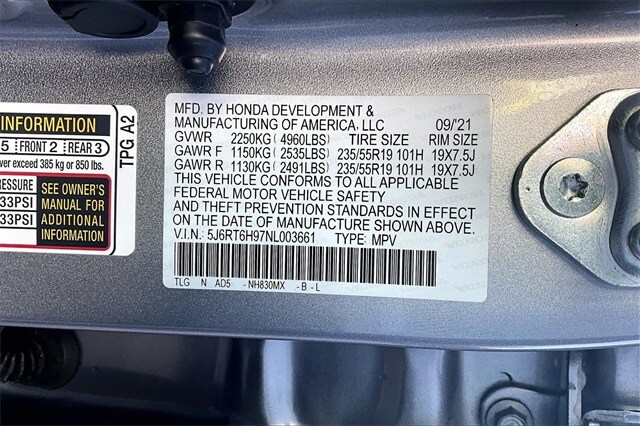 INFORMATION
5 FRONT 2 REAR 3
ver exceed 385 kg or 850 lbs.
PRESSURE
33PSI
33PSI
SEE OWNER'S
MANUAL FOR
ADDITIONAL
INFORMATION
TPG A2
MFD. BY HONDA DEVELOPMENT &
MANUFACTURING OF AMERICA, LLC 09/'21
GVWR 2250KG (4960LBS) TIRE SIZE RIM SIZE
GAWR F 1150KG (2535LBS) 235/55R19 101H 19X7.5J
GAWR R 1130KG (2491LBS) 235/55R19 101H 19X7.5J
THIS VEHICLE CONFORMS TO ALL APPLICABLE
FEDERAL MOTOR VEHICLE SAFETY
AND THEFT PREVENTION STANDARDS IN EFFECT
ON THE DATE OF MANUFACTURE SHOWN ABOVE.
V.I.N.: 5J6RT6H97NL003661 TYPE: MPV
TLG N AD5 -NH830MX -B-L